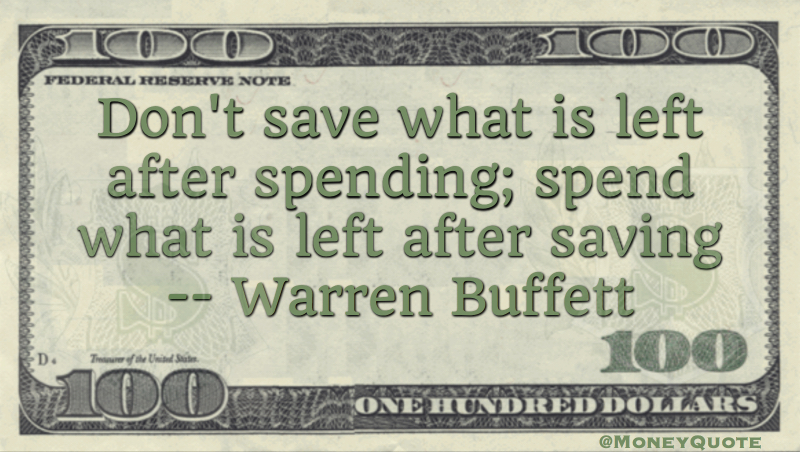 100 100
FEDERAL RESERVE NOTE
Don't save what is left
after spending; spend
what is left after saving
-- Warren Buffett
100
D
Treasurer of the United States.
100
ONE HUNDRED DOLLARS
@MoneyQuote